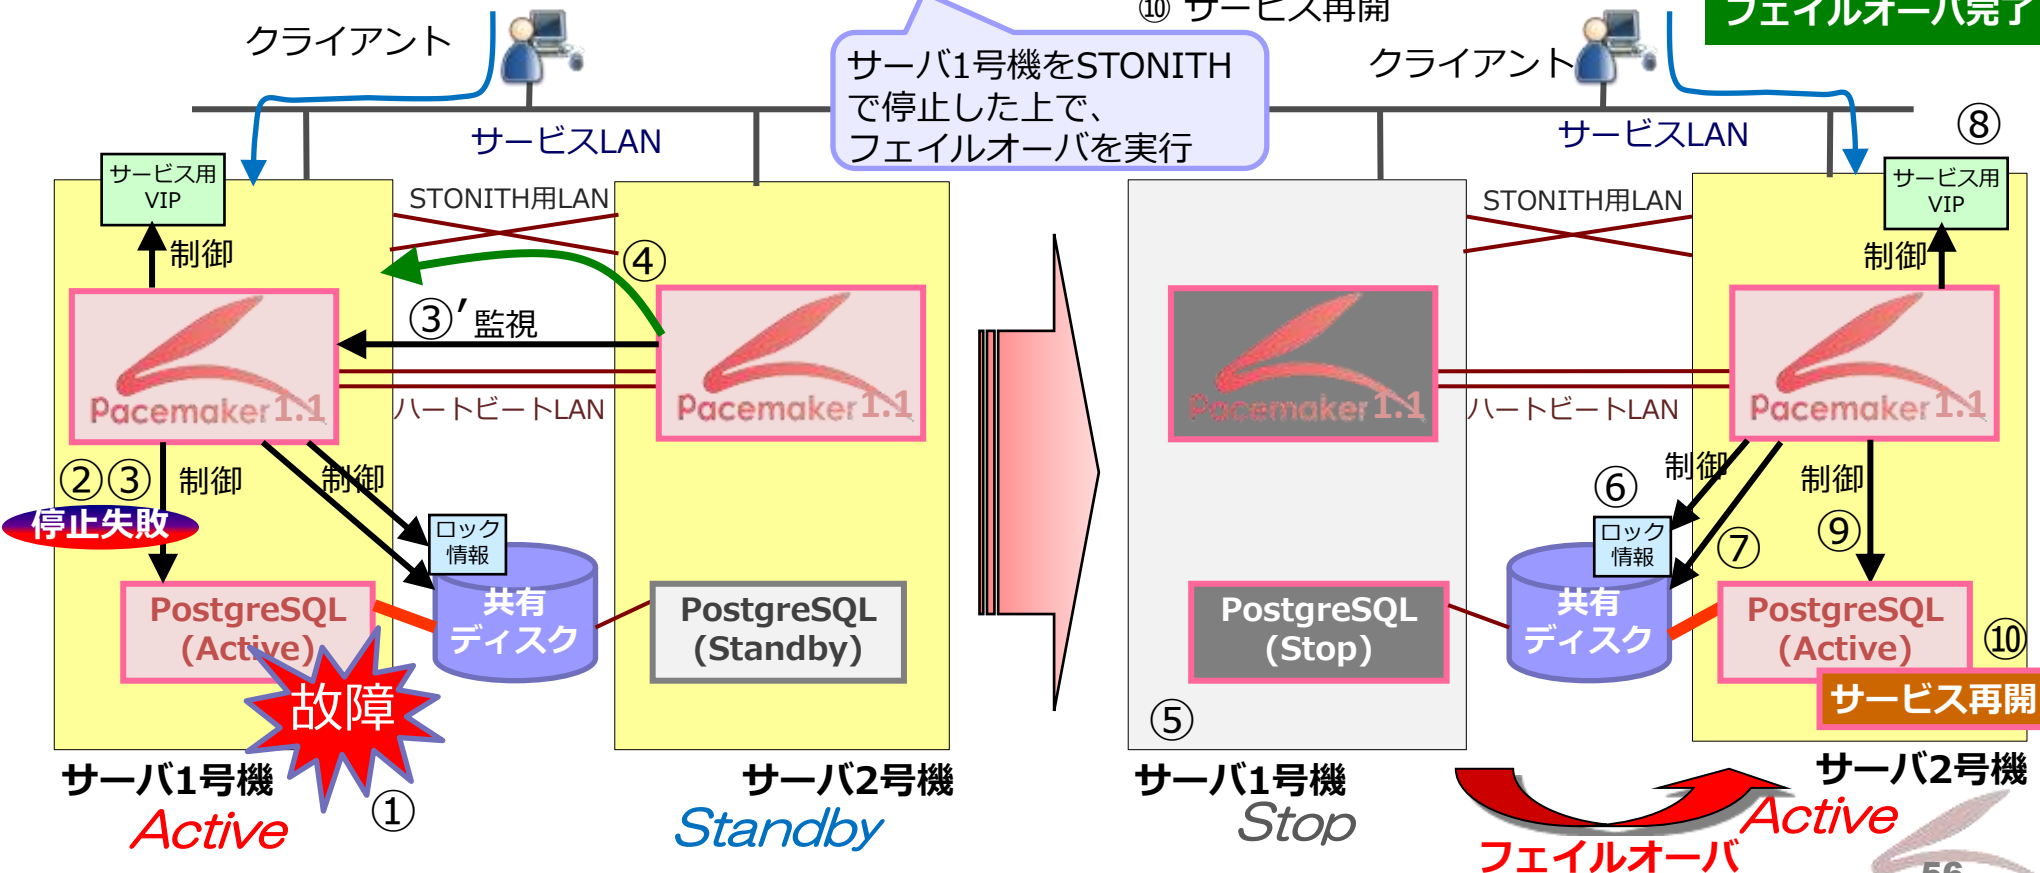 ⑩ サービス再開
フェイルオーバ完了
クライアント
サーバ1号機をSTONITH
で停止した上で、
フェイルオーバを実行
クライアント
サービスLAN
サービスLAN
⑧
サービス用
VIP
STONITH用LAN
制御
④
③′監視
Pacemaker 1.1
Pacemaker 1.1
ハートビートLAN
②③
制御
制御
停止失敗
ロック
情報
共有
ディスク
PostgreSQL
(Active)
故障
①
PostgreSQL
(Standby)
サーバ1号機
Active
サーバ2号機
Standby
STONITH用LAN
サービス用
VIP
制御
Pacemaker 1.1
Pacemaker 1.1
ハートビートLAN
制御
制御
⑥
ロック
情報
⑦
⑨
共有
ディスク
PostgreSQL
(Stop)
PostgreSQL
(Active)
⑩
サービス再開
⑤
サーバ1号機
Stop
サーバ2号機
Active
フェイルオーバ
56